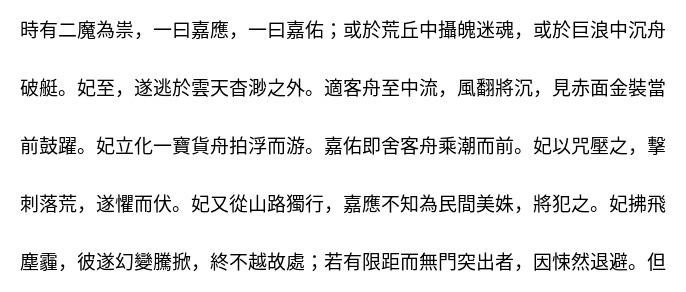 時有二魔為祟，一曰嘉應，一曰嘉佑；或於荒丘中攝魄迷魂，或於巨浪中沉舟
破艇。妃至，遂逃於雲天杳渺之外。適客舟至中流，風翻將沉，見赤面金裝當
前鼓躍。妃立化一寶貨舟拍浮而游。嘉佑即舍客舟乘潮而前。妃以咒壓之，擊
刺落荒，遂懼而伏。妃又從山路獨行，嘉應不知為民間美姝，將犯之。妃拂飛
塵霾，彼遂幻變騰掀，終不越故處；若有限距而無門突出者，因悚然退避。但